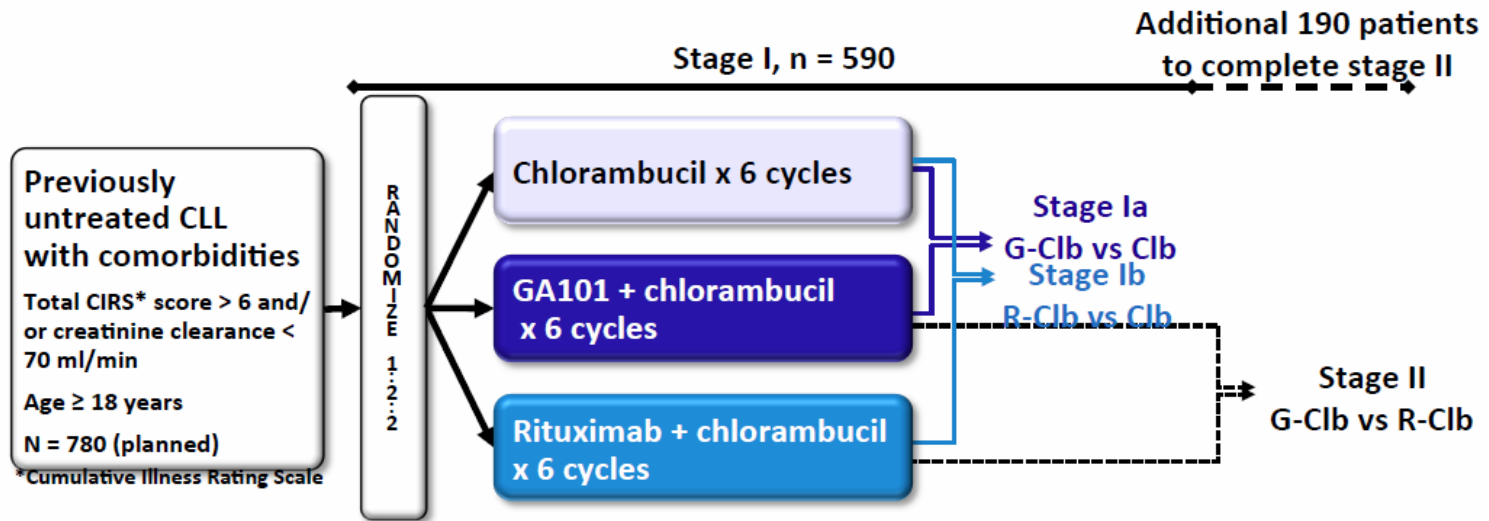 Additional 190 patients
to complete stage II
Stage I, n = 590
Previously
untreated CLL
with comorbidities
Total CIRS* score > 6 and/
or creatinine clearance <
70 ml/min
Age ≥ 18 years
N = 780 (planned)
*Cumulative Illness Rating Scale
RANDOMIZE 1:2:2
Chlorambucil x 6 cycles
GA101 + chlorambucil
x 6 cycles
Rituximab + chlorambucil
x 6 cycles
Stage Ia
G-Clb vs Clb
Stage Ib
R-Clb vs Clb
Stage II
G-Clb vs R-Clb